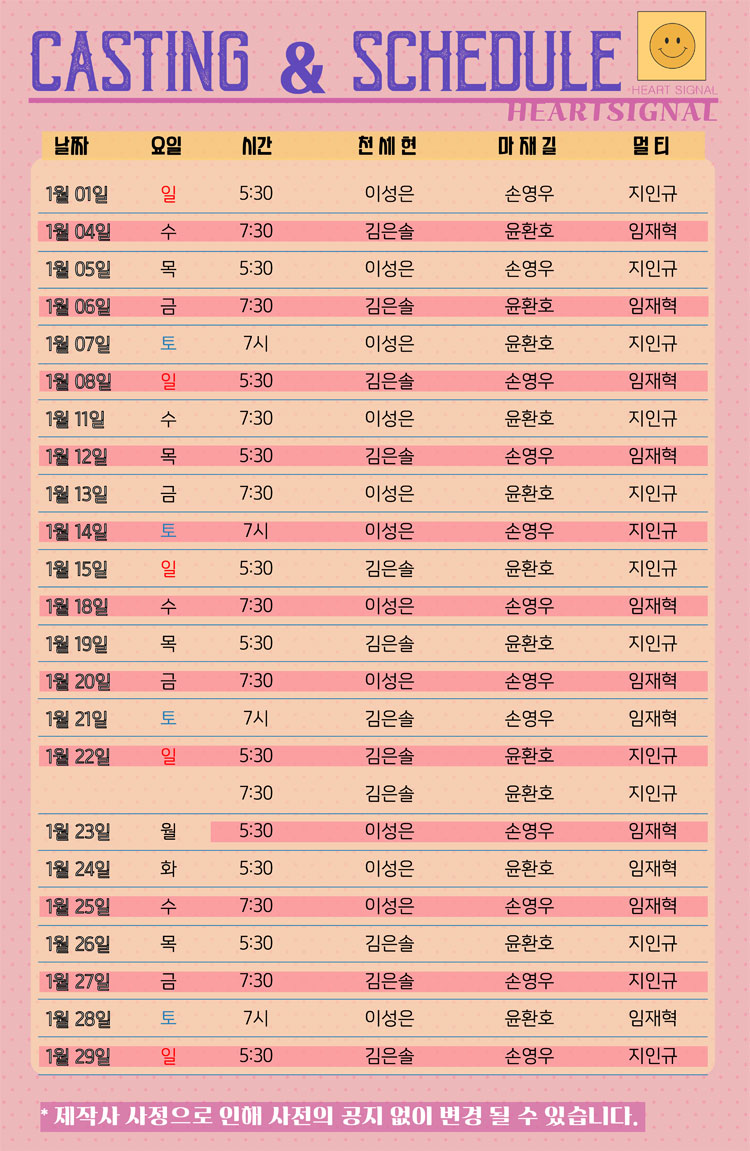 CASTING & SCHEDULE
HEART SIGNAL
HEARTSIGNAL
날짜 요일 시간 천세현 마재길 멀티
1월 01일 일 5:30 이성은 손영우 지인규
1월 04일 수 7:30 김은솔 윤환호 임재혁
1월 05일 목 5:30 이성은 손영우 지인규
1월 06일 금 7:30 김은솔 윤환호 임재혁
1월 07일 토 7시 이성은 윤환호 지인규
1월 08일 일 5:30 김은솔 손영우 임재혁
1월 11일 수 7:30 이성은 윤환호 지인규
1월 12일 목 5:30 김은솔 손영우 임재혁
1월 13일 금 7:30 이성은 윤환호 지인규
1월 14일 토 7시 이성은 손영우 지인규
1월 15일 일 5:30 김은솔 윤환호 지인규
1월 18일 수 7:30 이성은 손영우 임재혁
1월 19일 목 5:30 김은솔 윤환호 지인규
1월 20일 금 7:30 이성은 손영우 임재혁
1월 21일 토 7시 김은솔 손영우 임재혁
1월 22일 일 5:30 김은솔 윤환호 지인규
7:30 김은솔 윤환호 지인규
1월 23일 월 5:30 이성은 손영우 임재혁
1월 24일 화 5:30 이성은 윤환호 임재혁
1월 25일 수 7:30 이성은 손영우 임재혁
1월 26일 목 5:30 김은솔 윤환호 지인규
1월 27일 금 7:30 김은솔 손영우 지인규
1월 28일 토 7시 이성은 윤환호 임재혁
1월 29일 일 5:30 김은솔 손영우 지인규
* 제작사 사정으로 인해 사전의 공지 없이 변경 될 수 있습니다.